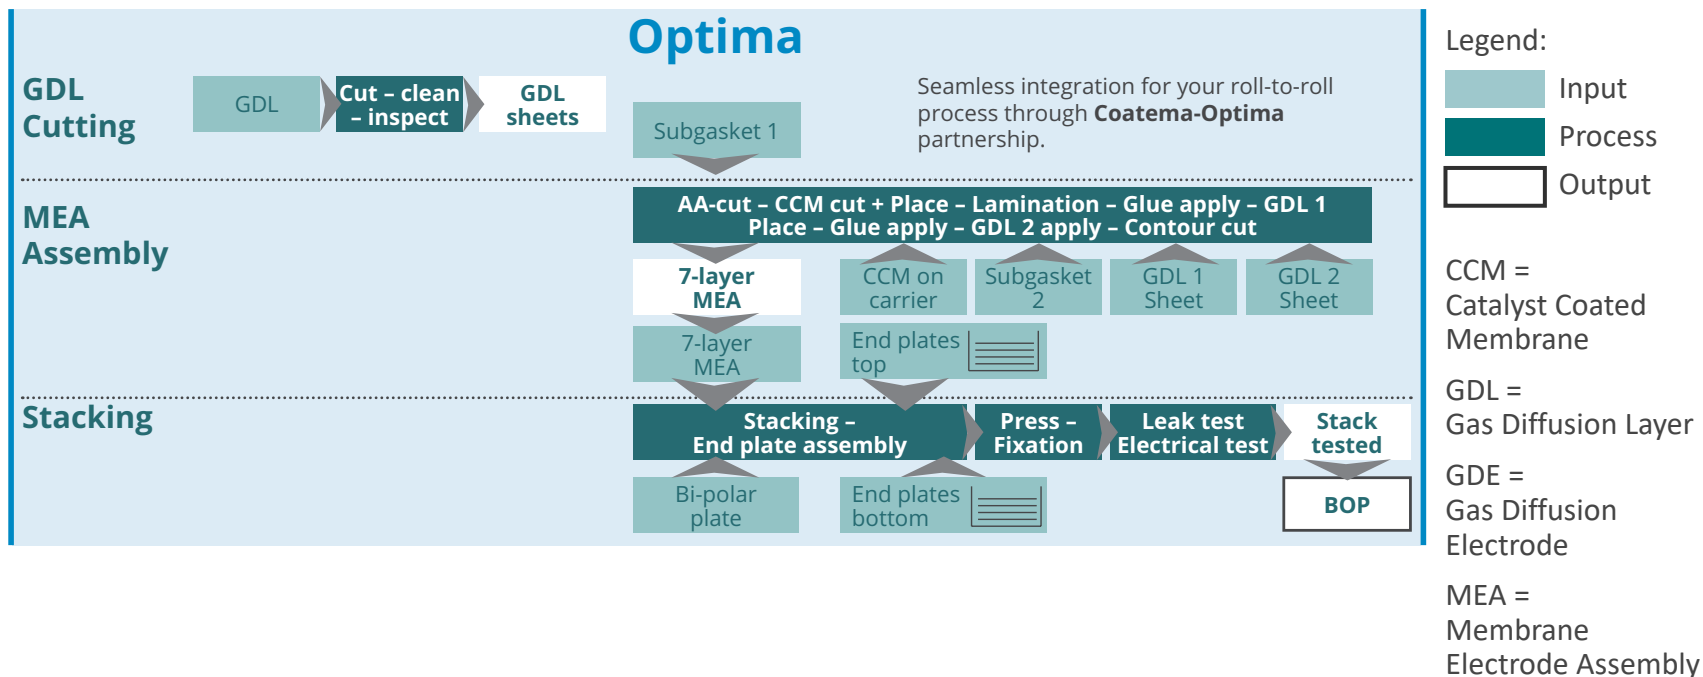 Optima
GDL
Cutting
GDL
Cut – clean
– inspect
GDL
sheets
Subgasket 1
Seamless integration for your roll-to-roll
process through Coatema-Optima
partnership.
MEA
Assembly
AA-cut – CCM cut + Place – Lamination – Glue apply – GDL 1
Place – Glue apply – GDL 2 apply – Contour cut
7-layer
MEA
CCM on
carrier
Subgasket
2
GDL 1
Sheet
GDL 2
Sheet
7-layer
MEA
End plates
top
Stacking
Stacking –
End plate assembly
Press –
Fixation
Leak test
Electrical test
Stack
tested
Bi-polar
plate
End plates
bottom
BOP
Legend:
Input
Process
Output
CCM =
Catalyst Coated
Membrane
GDL =
Gas Diffusion Layer
GDE =
Gas Diffusion
Electrode
MEA =
Membrane
Electrode Assembly